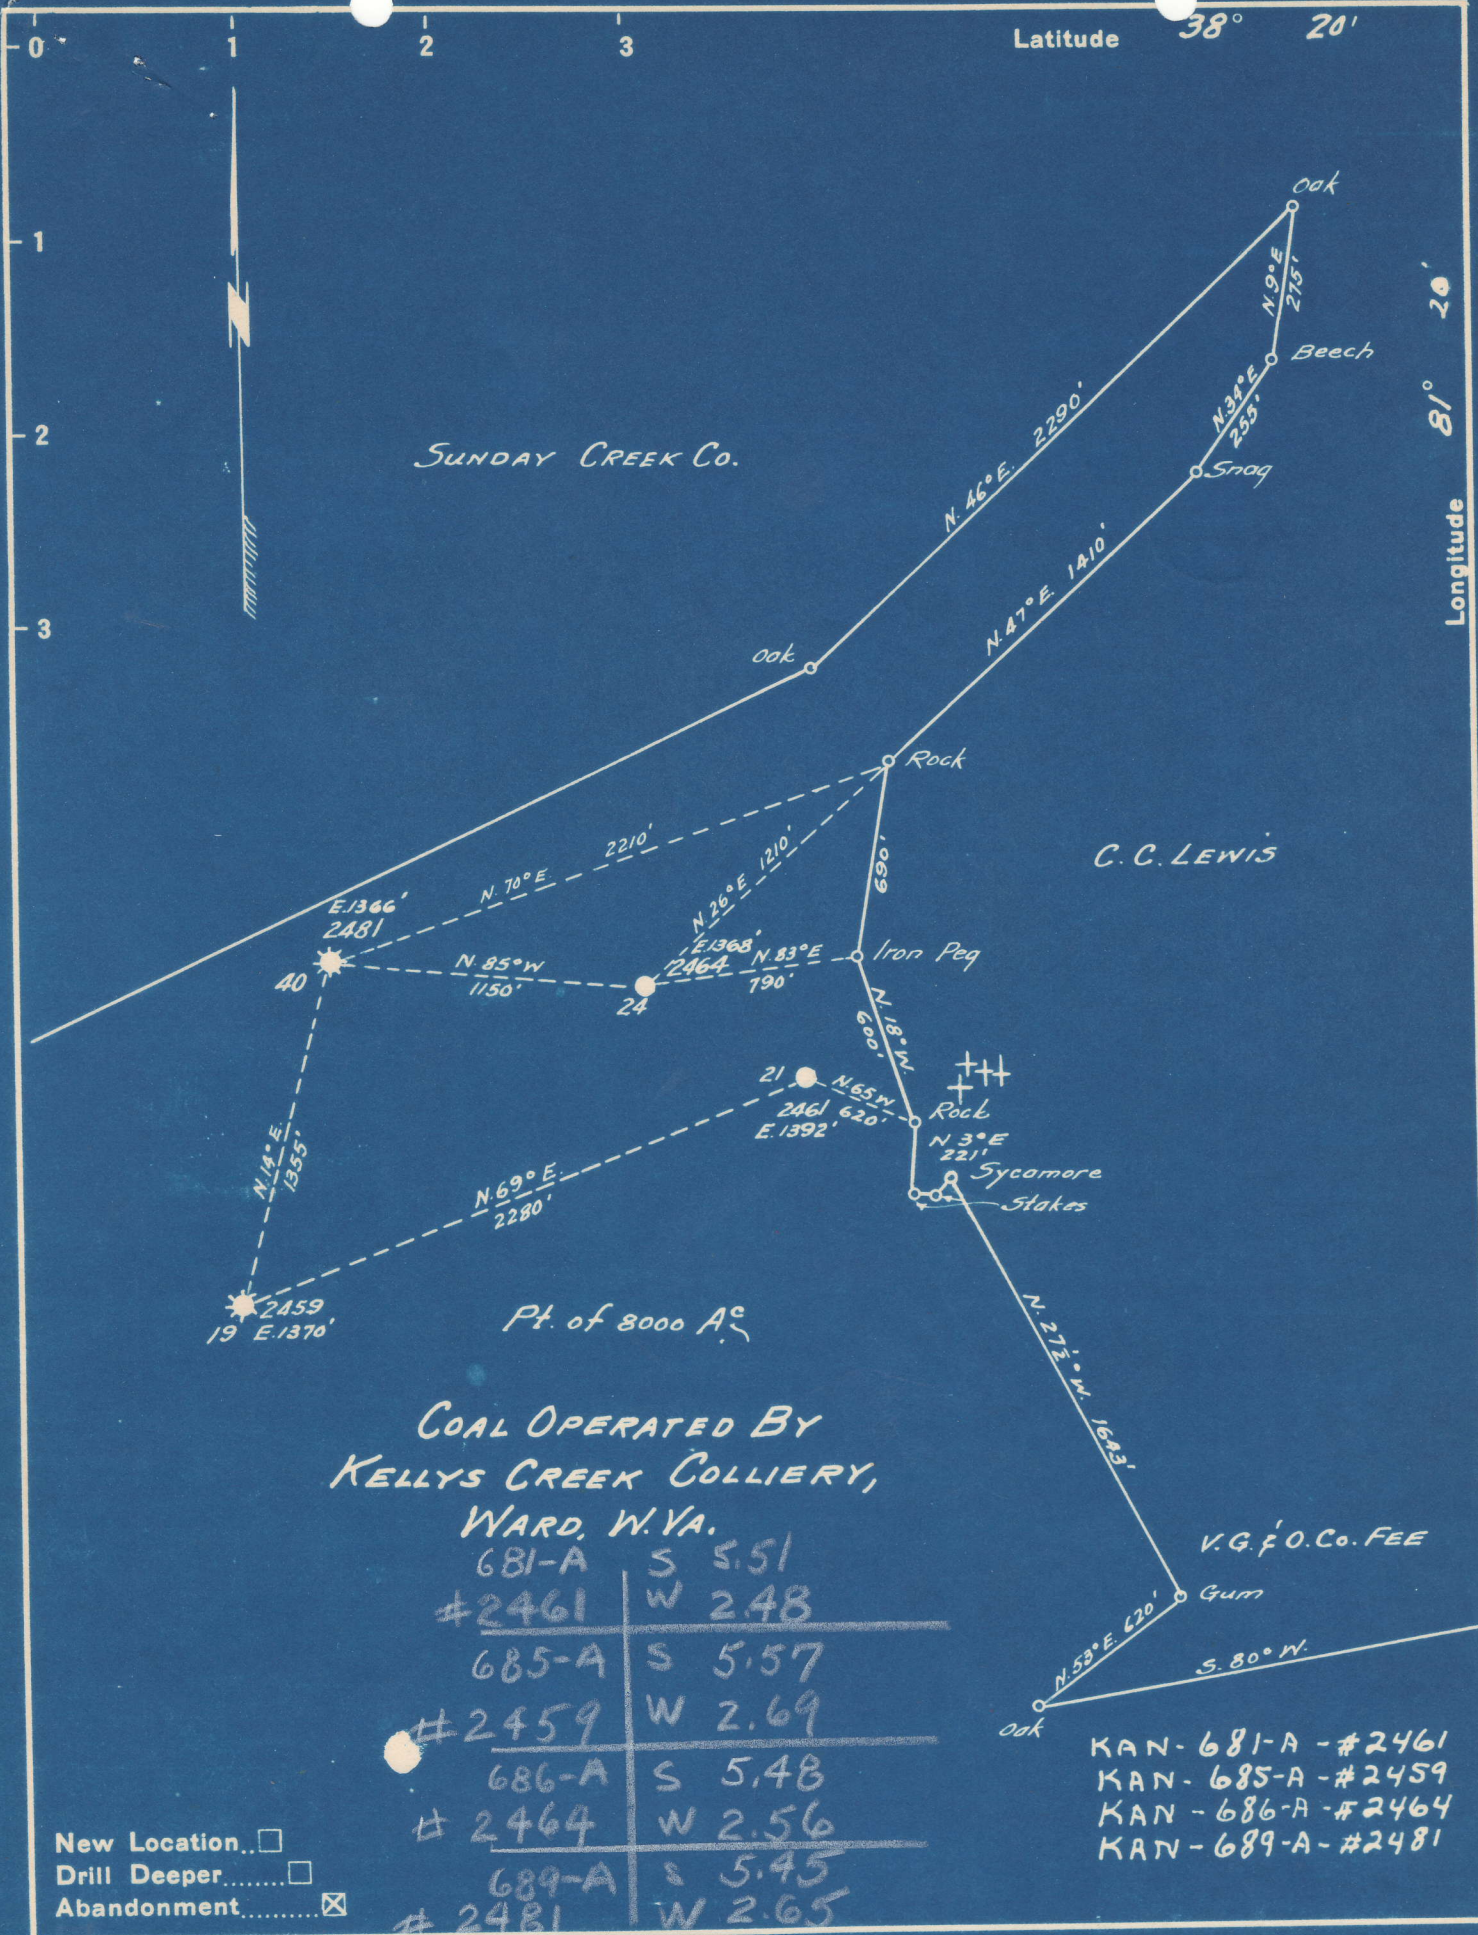 0 1 2 3 Latitude 38° 20'
1
2
3
Longitude 81° 20'
Oak
N. 9° E
275'
Beech
N. 34° E
255'
Snag
SUNDAY CREEK CO.
N. 46° E. 2290'
N. 47° E. 1410'
Oak
Rock
2210'
N. 70° E.
N. 26° E 1210'
690'
C. C. LEWIS
E. 1366'
2481
40
N. 85° W
1150'
E. 1368'
2464
24
N. 83° E
790'
Iron Peg
N. 18° W.
600'
21
2461
E. 1392'
N. 65 W
620'
Rock
N 3° E
221'
Sycamore
Stakes
N. 14° E.
1355'
N. 69° E.
2280'
2459
19 E. 1370'
Pt. of 8000 Ac
N. 27½° W. 1643'
COAL OPERATED BY
KELLYS CREEK COLLIERY,
WARD, W. VA.
V. G. & O. Co. FEE
Gum
N. 53° E. 620'
S. 80° W.
Oak
681-A S 5.51
#2461 W 2.48
685-A S 5.57
#2459 W 2.69
686-A S 5.48
# 2464 W 2.56
689-A S 5.45
# 2481 W 2.65
KAN - 681-A - #2461
KAN - 685-A - #2459
KAN - 686-A - #2464
KAN - 689-A - #2481
New Location..
Drill Deeper........
Abandonment..........☒